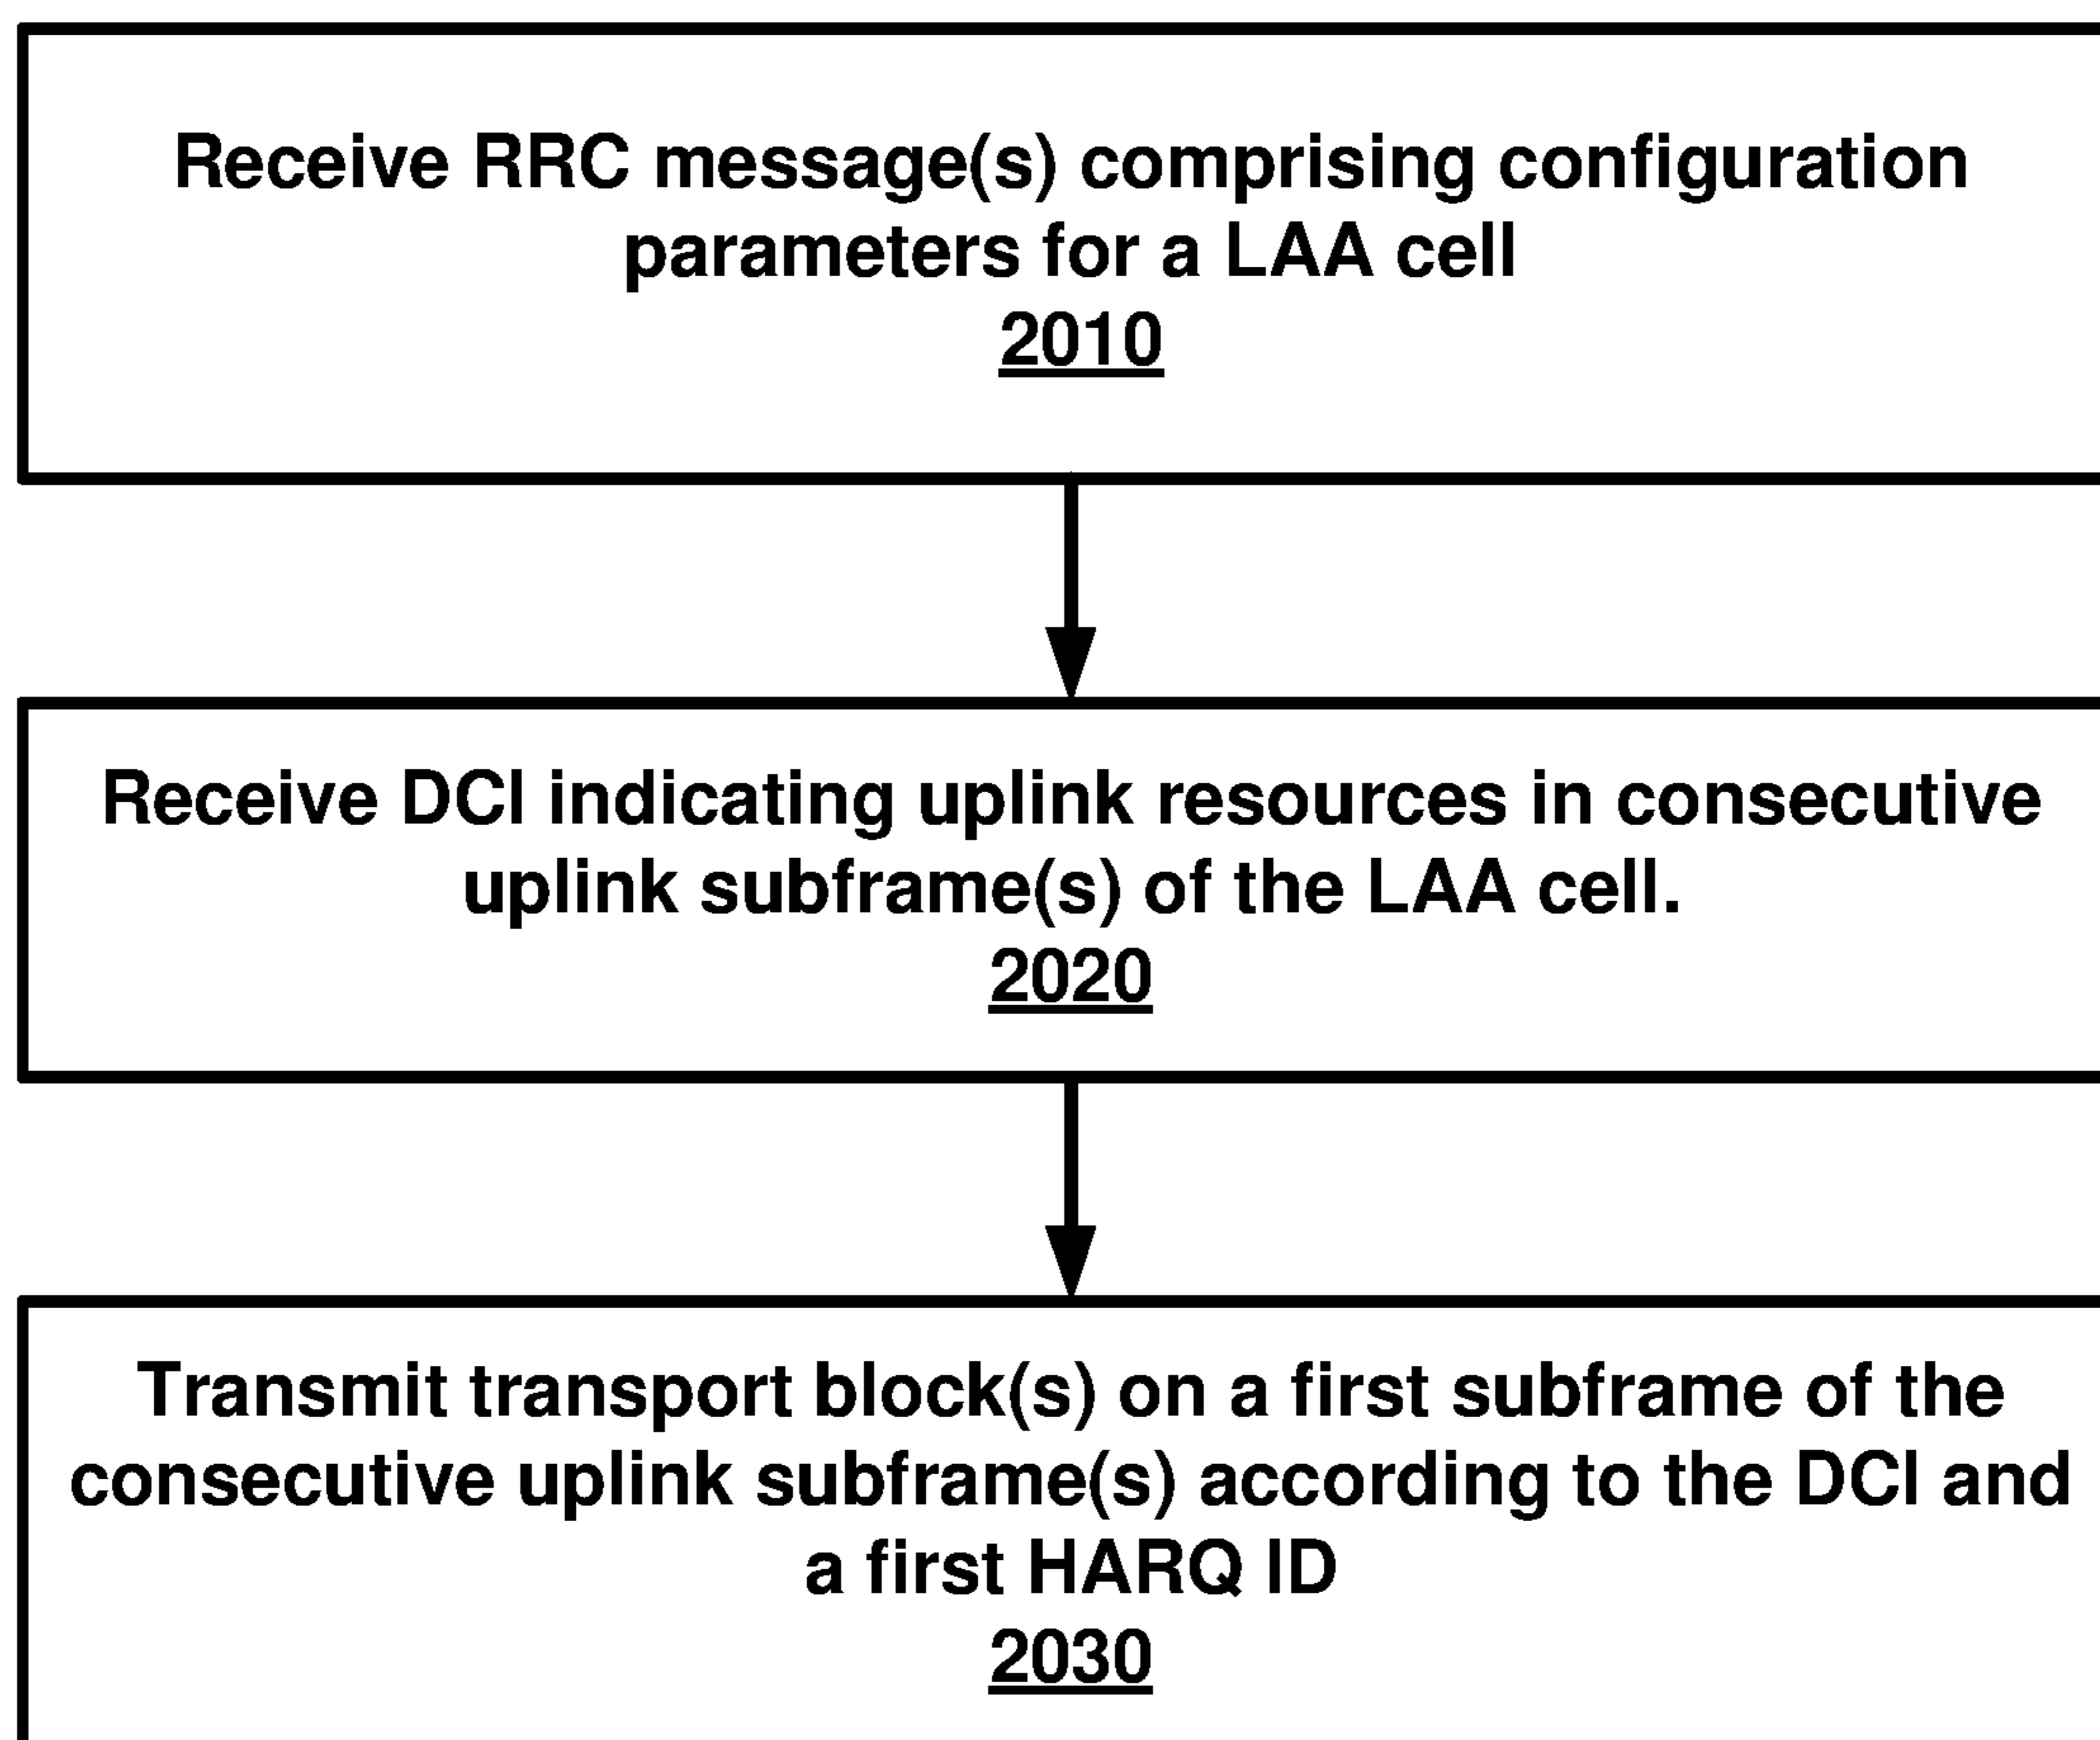 Receive RRC message(s) comprising configuration
parameters for a LAA cell
2010
Receive DCI indicating uplink resources in consecutive
uplink subframe(s) of the LAA cell.
2020
Transmit transport block(s) on a first subframe of the
consecutive uplink subframe(s) according to the DCI and
a first HARQ ID
2030